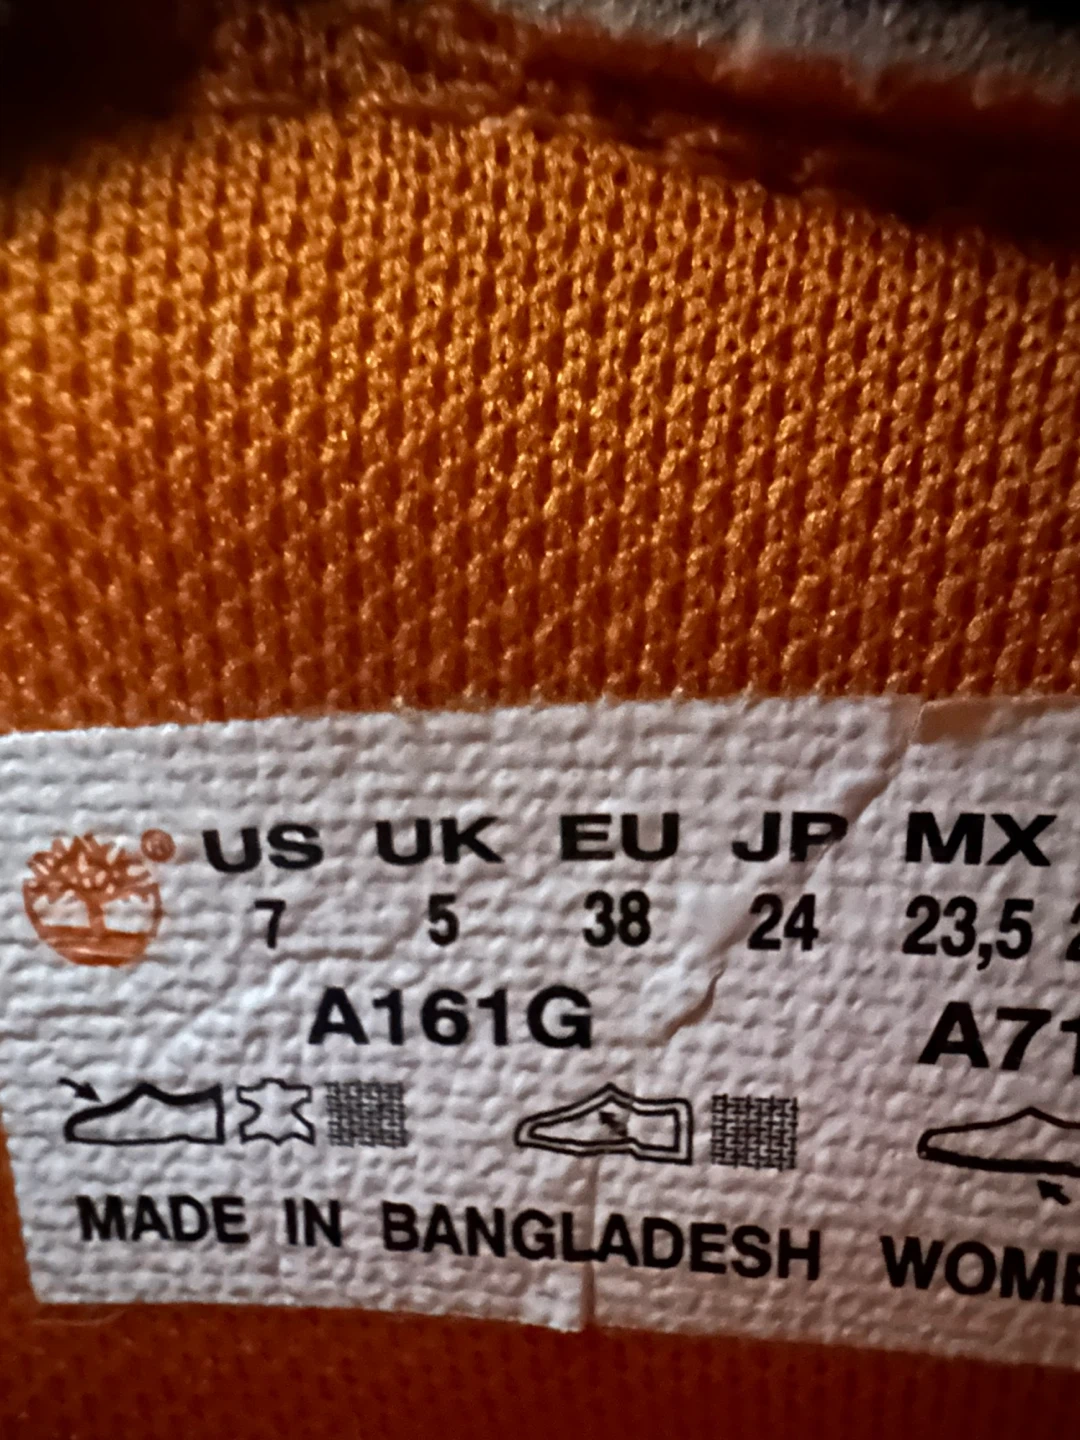 ® US UK EU JP MX
7 5 38 24 23,5
A161G
MADE IN BANGLADESH